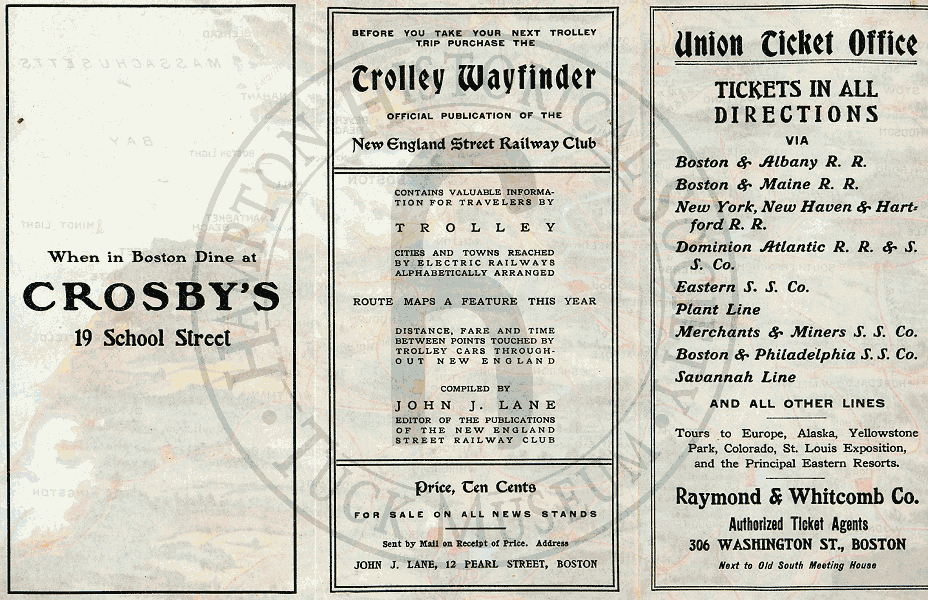 When in Boston Dine at
CROSBY'S
19 School Street
BEFORE YOU TAKE YOUR NEXT TROLLEY
TRIP PURCHASE THE
Trolley Wayfinder
OFFICIAL PUBLICATION OF THE
New England Street Railway Club
CONTAINS VALUABLE INFORMA-
TION FOR TRAVELERS BY
TROLLEY
CITIES AND TOWNS REACHED
BY ELECTRIC RAILWAYS
ALPHABETICALLY ARRANGED
ROUTE MAPS A FEATURE THIS YEAR
DISTANCE, FARE AND TIME
BETWEEN POINTS TOUCHED BY
TROLLEY CARS THROUGH-
OUT NEW ENGLAND
COMPILED BY
JOHN J. LANE
EDITOR OF THE PUBLICATIONS
OF THE NEW ENGLAND
STREET RAILWAY CLUB
Price, Ten Cents
FOR SALE ON ALL NEWS STANDS
Sent by Mail on Receipt of Price. Address
JOHN J. LANE, 12 PEARL STREET, BOSTON
Union Ticket Office
TICKETS IN ALL
DIRECTIONS
VIA
Boston & Albany R. R.
Boston & Maine R. R.
New York, New Haven & Hart-
ford R. R.
Dominion Atlantic R. R. & S.
S. Co.
Eastern S. S. Co.
Plant Line
Merchants & Miners S. S. Co.
Boston & Philadelphia S. S. Co.
Savannah Line
AND ALL OTHER LINES
Tours to Europe, Alaska, Yellowstone
Park, Colorado, St. Louis Exposition,
and the Principal Eastern Resorts.
Raymond & Whitcomb Co.
Authorized Ticket Agents
306 WASHINGTON ST., BOSTON
Next to Old South Meeting House
HAMPTON HISTORICAL SOCIETY
TUCK MUSEUM